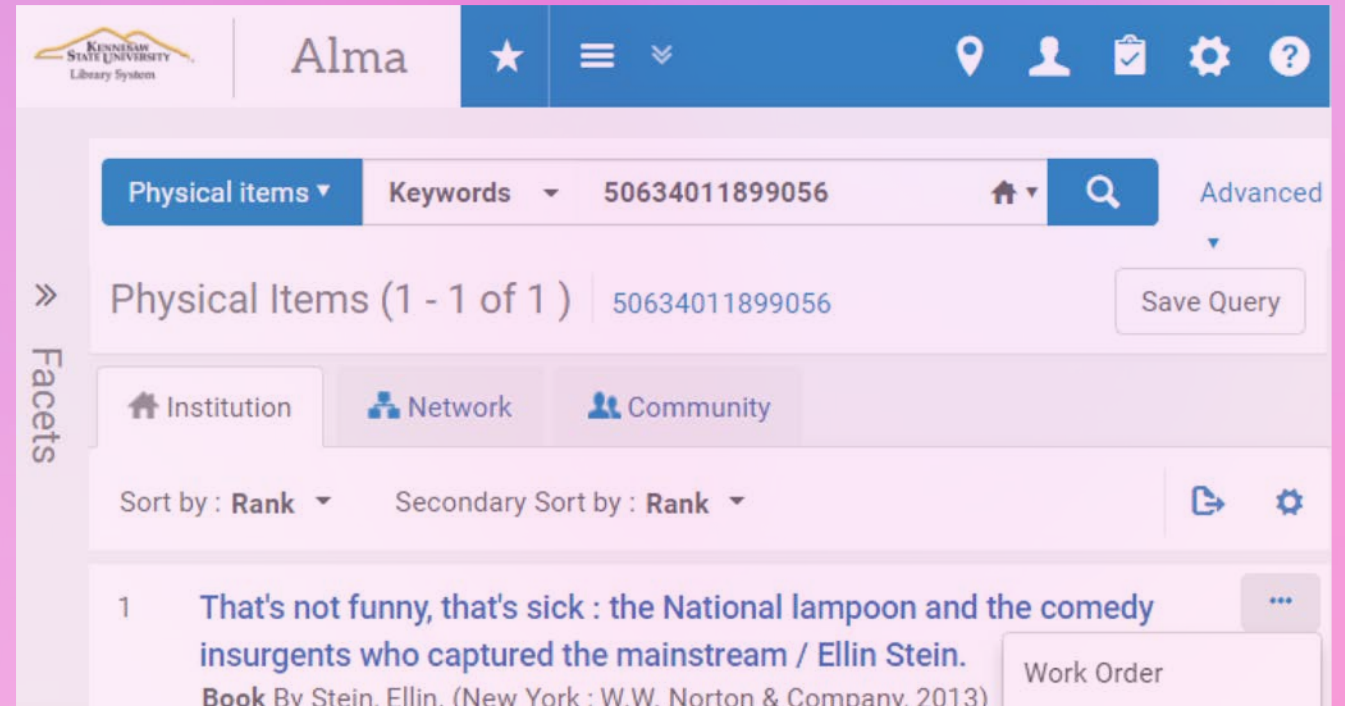 KENNESAW
STATE UNIVERSITY
Library System
Alma
Physical items
Keywords
50634011899056
Advanced
Physical Items (1 - 1 of 1 )
50634011899056
Save Query
Facets
Institution
Network
Community
Sort by : Rank
Secondary Sort by : Rank
1
That's not funny, that's sick : the National lampoon and the comedy
insurgents who captured the mainstream / Ellin Stein.
Work Order
Book By Stein, Ellin. (New York : W.W. Norton & Company, 2013)